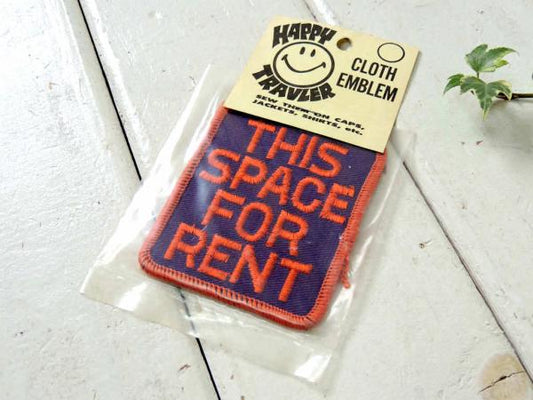 HAPPY
TRAVLER
CLOTH
EMBLEM
SEW THEM ON CAPS,
JACKETS, SHIRTS, etc.
THIS
SPACE
FOR
RENT